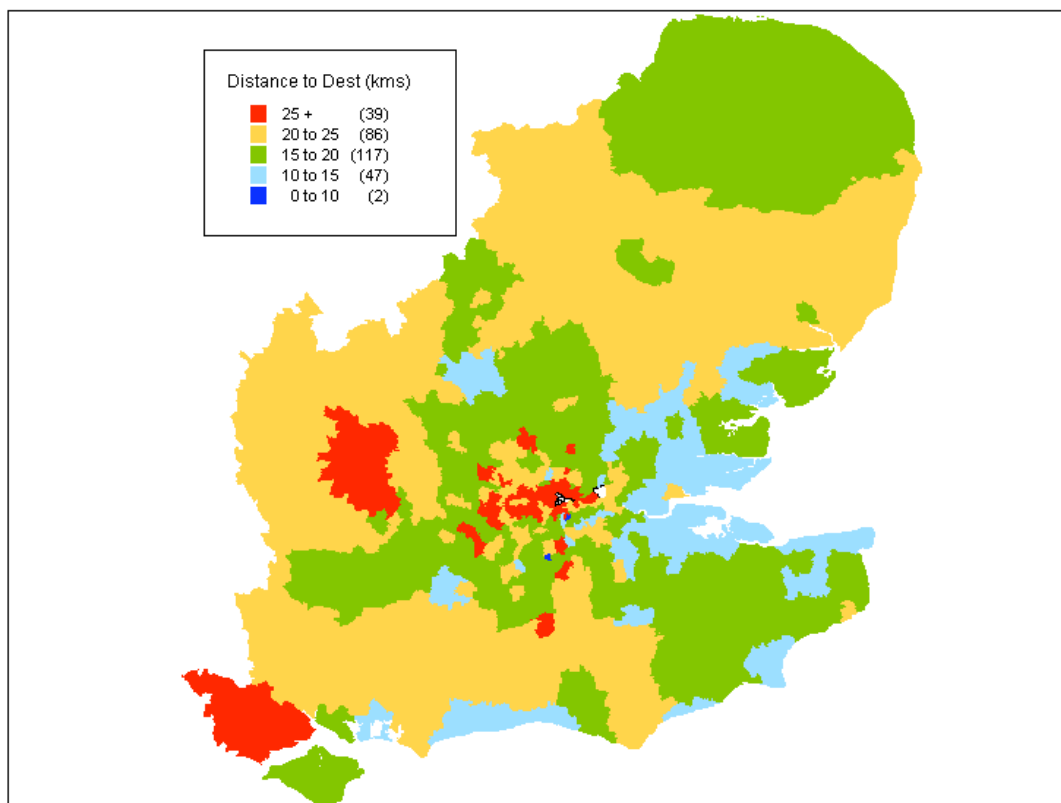 Distance to Dest (kms)
25 + (39)
20 to 25 (86)
15 to 20 (117)
10 to 15 (47)
0 to 10 (2)